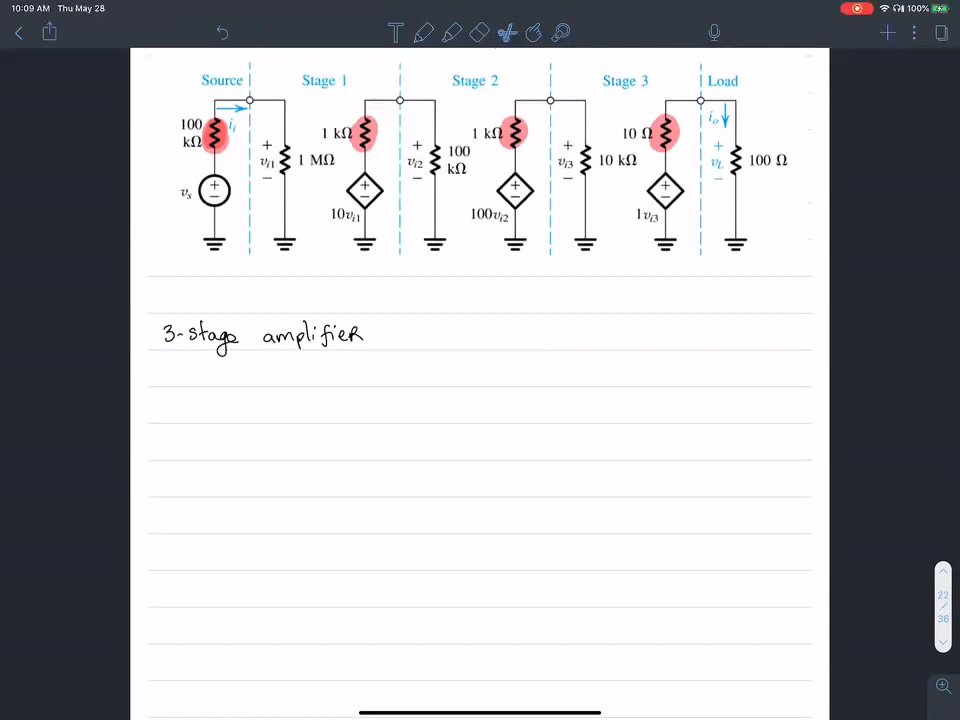 10:09 AM Thu May 28
100%
T
Source Stage 1 Stage 2 Stage 3 Load
100 kΩ
i_i
v_s
+
−
+
v_i1
−
1 MΩ
1 kΩ
+
−
10v_i1
+
v_i2
−
100 kΩ
1 kΩ
+
−
100v_i2
+
v_i3
−
10 kΩ
10 Ω
+
−
1v_i3
i_o
+
v_L
−
100 Ω
3-stage amplifier
22
/
36